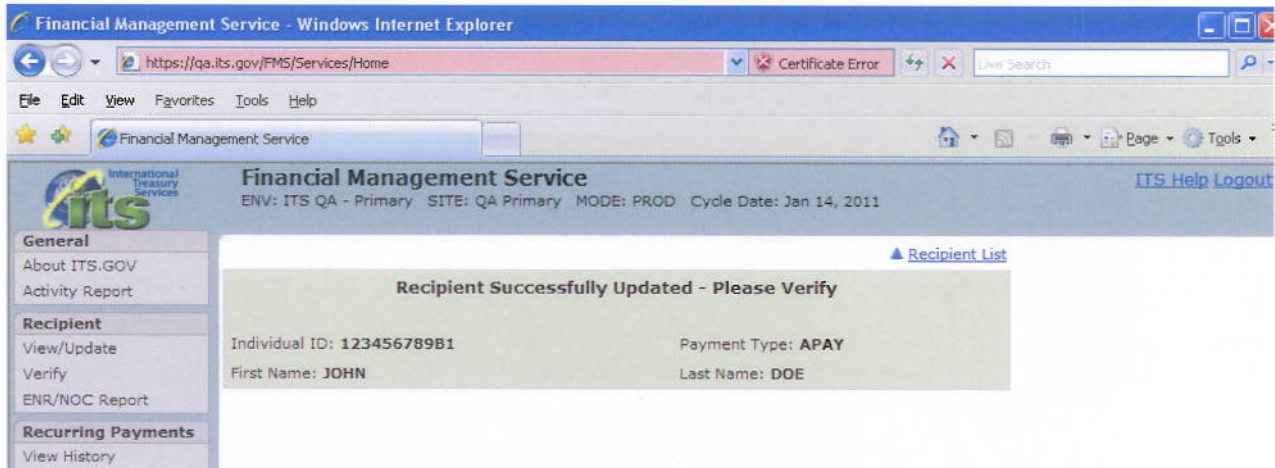 Financial Management Service - Windows Internet Explorer
https://qa.its.gov/FMS/Services/Home Certificate Error Live Search
File Edit View Favorites Tools Help
Financial Management Service Page Tools
International Treasury Services
its
Financial Management Service
ITS Help Logout
ENV: ITS QA - Primary SITE: QA Primary MODE: PROD Cycle Date: Jan 14, 2011
General
About ITS.GOV
Activity Report
Recipient
View/Update
Verify
ENR/NOC Report
Recurring Payments
View History
Recipient List
Recipient Successfully Updated - Please Verify
Individual ID: 123456789B1 Payment Type: APAY
First Name: JOHN Last Name: DOE